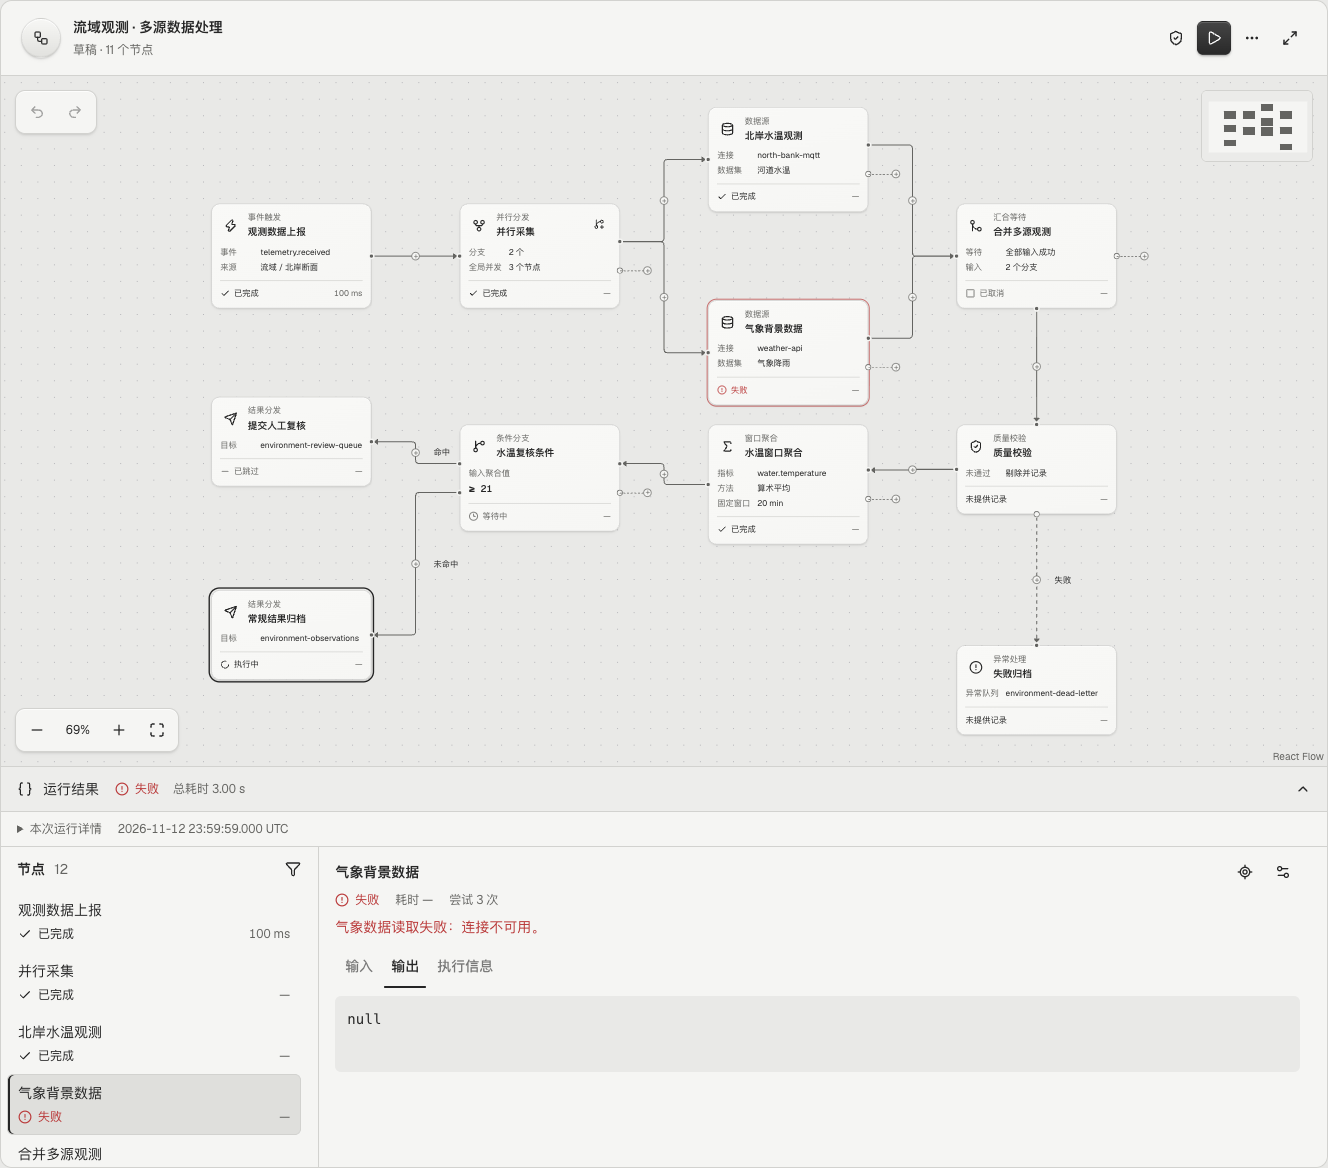 流域观测 · 多源数据处理
草稿 · 11 个节点
数据源
北岸水温观测
连接 north-bank-mqtt
数据集 河道水温
已完成 —
事件触发
观测数据上报
事件 telemetry.received
来源 流域 / 北岸断面
已完成 100 ms
并行分发
并行采集
分支 2 个
全局并发 3 个节点
已完成 —
汇合等待
合并多源观测
等待 全部输入成功
输入 2 个分支
已取消 —
数据源
气象背景数据
连接 weather-api
数据集 气象降雨
失败 —
结果分发
提交人工复核
目标 environment-review-queue
已跳过 —
命中
条件分支
水温复核条件
输入聚合值
≥ 21
等待中 —
窗口聚合
水温窗口聚合
指标 water.temperature
方法 算术平均
固定窗口 20 min
已完成 —
质量校验
质量校验
未通过 剔除并记录
未提供记录 —
未命中
失败
结果分发
常规结果归档
目标 environment-observations
执行中 —
异常处理
失败归档
异常队列 environment-dead-letter
未提供记录 —
69%
React Flow
运行结果 失败 总耗时 3.00 s
本次运行详情 2026-11-12 23:59:59.000 UTC
节点 12
观测数据上报
已完成 100 ms
并行采集
已完成 —
北岸水温观测
已完成 —
气象背景数据
失败 —
合并多源观测
气象背景数据
失败 耗时 — 尝试 3 次
气象数据读取失败：连接不可用。
输入 输出 执行信息
null